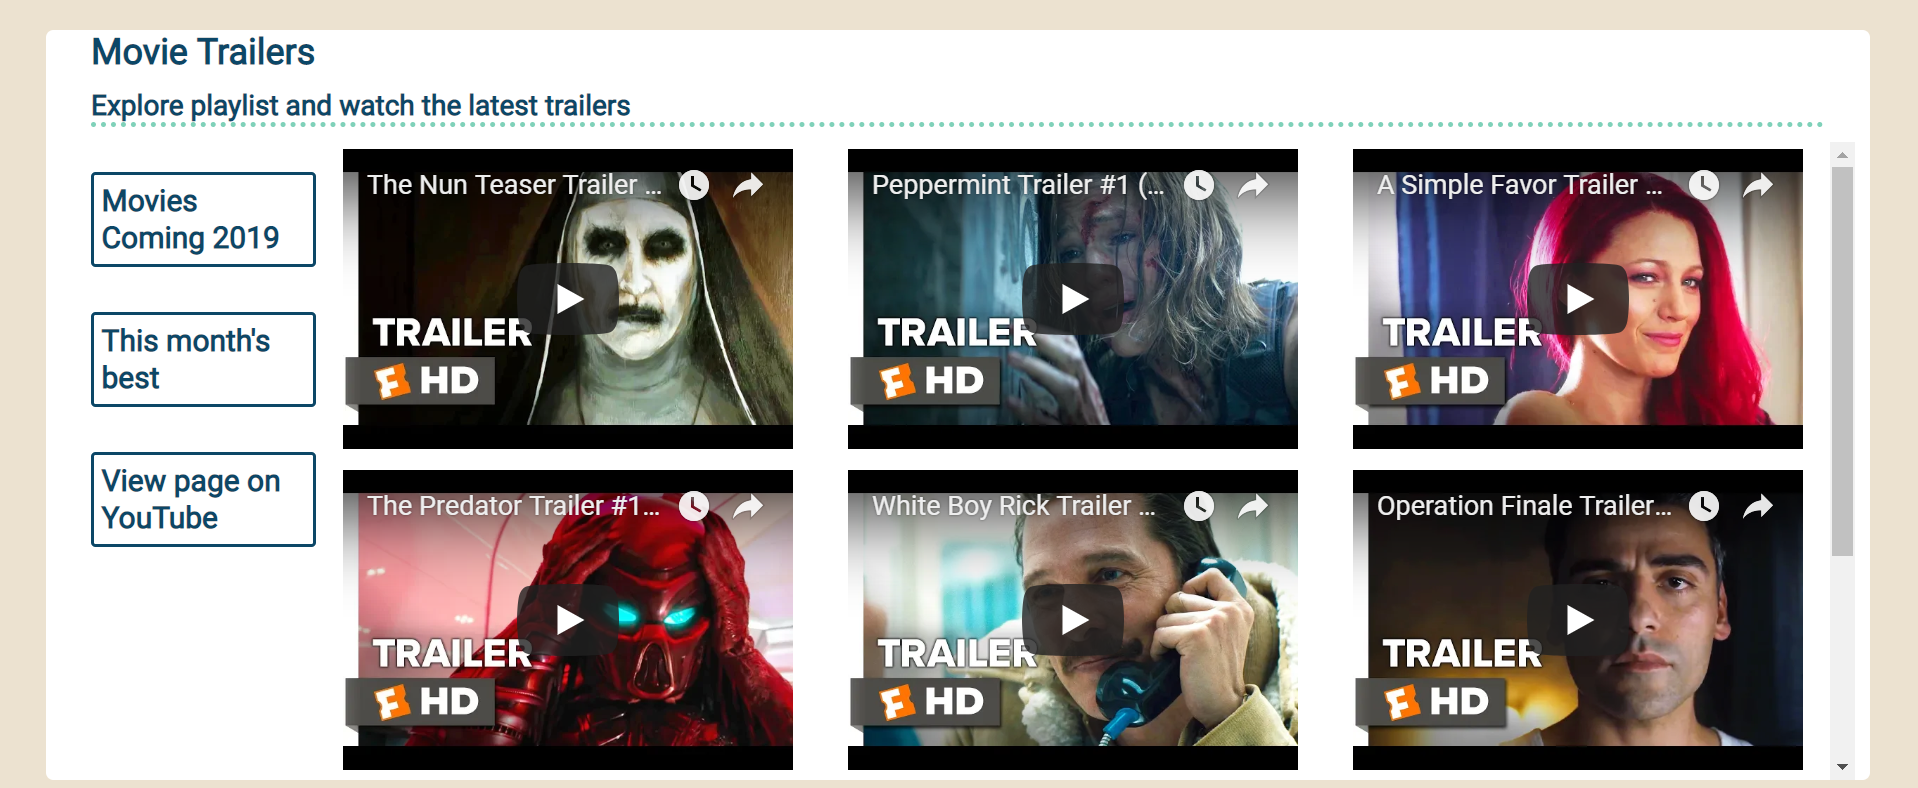 Movie Trailers
Explore playlist and watch the latest trailers
Movies
Coming 2019
This month's
best
View page on
YouTube
The Nun Teaser Trailer ...
TRAILER
HD
Peppermint Trailer #1 (...
TRAILER
HD
A Simple Favor Trailer ...
TRAILER
HD
The Predator Trailer #1...
TRAILER
HD
White Boy Rick Trailer ...
TRAILER
HD
Operation Finale Trailer...
TRAILER
HD